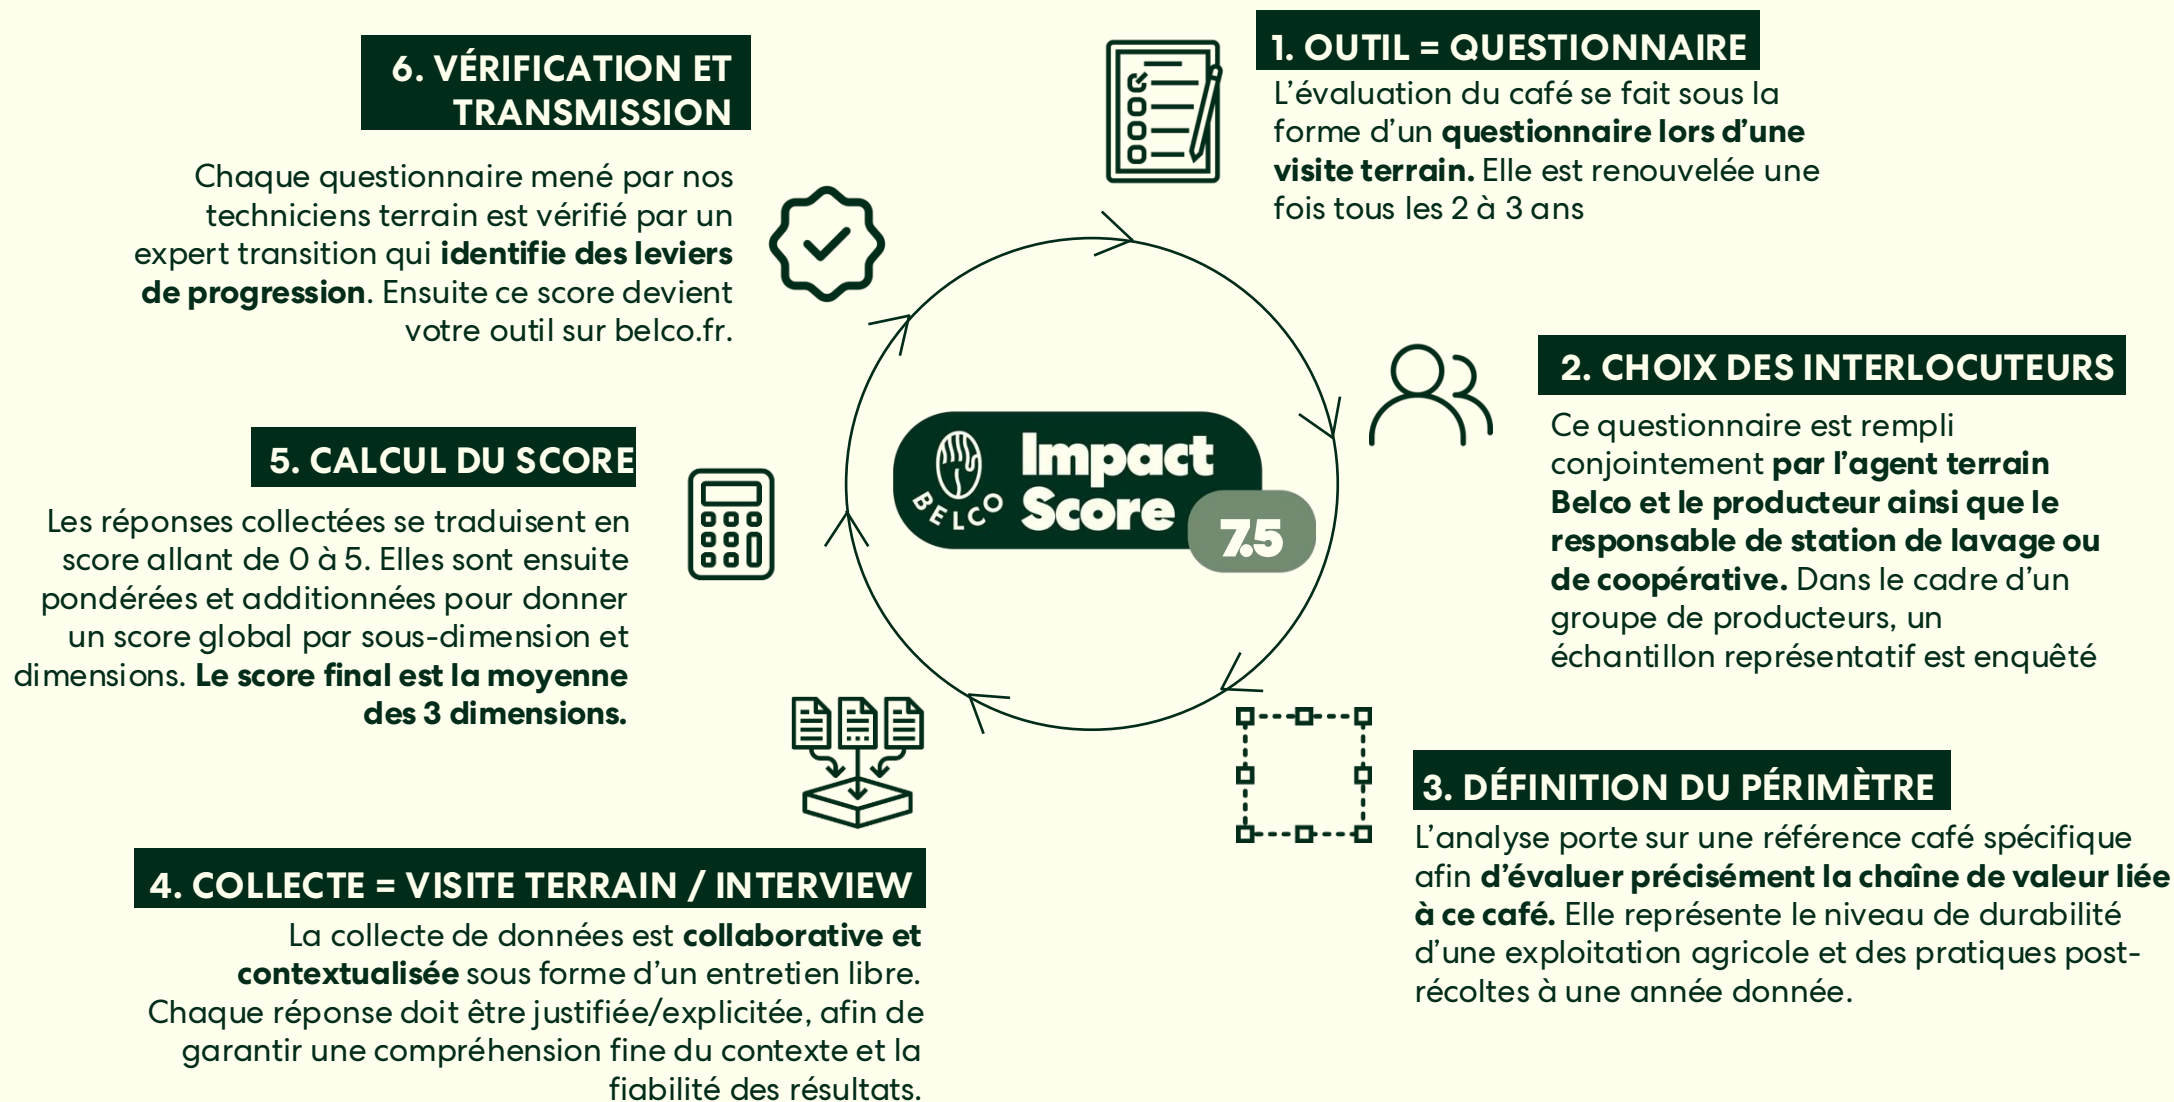 1. OUTIL = QUESTIONNAIRE
L’évaluation du café se fait sous la
forme d’un questionnaire lors d’une
visite terrain. Elle est renouvelée une
fois tous les 2 à 3 ans
2. CHOIX DES INTERLOCUTEURS
Ce questionnaire est rempli
conjointement par l’agent terrain
Belco et le producteur ainsi que le
responsable de station de lavage ou
de coopérative. Dans le cadre d’un
groupe de producteurs, un
échantillon représentatif est enquêté
3. DÉFINITION DU PÉRIMÈTRE
L’analyse porte sur une référence café spécifique
afin d’évaluer précisément la chaîne de valeur liée
à ce café. Elle représente le niveau de durabilité
d’une exploitation agricole et des pratiques post-
récoltes à une année donnée.
4. COLLECTE = VISITE TERRAIN / INTERVIEW
La collecte de données est collaborative et
contextualisée sous forme d’un entretien libre.
Chaque réponse doit être justifiée/explicitée, afin de
garantir une compréhension fine du contexte et la
fiabilité des résultats.
5. CALCUL DU SCORE
Les réponses collectées se traduisent en
score allant de 0 à 5. Elles sont ensuite
pondérées et additionnées pour donner
un score global par sous-dimension et
dimensions. Le score final est la moyenne
des 3 dimensions.
6. VÉRIFICATION ET
TRANSMISSION
Chaque questionnaire mené par nos
techniciens terrain est vérifié par un
expert transition qui identifie des leviers
de progression. Ensuite ce score devient
votre outil sur belco.fr.
BELCO
Impact
Score
7.5